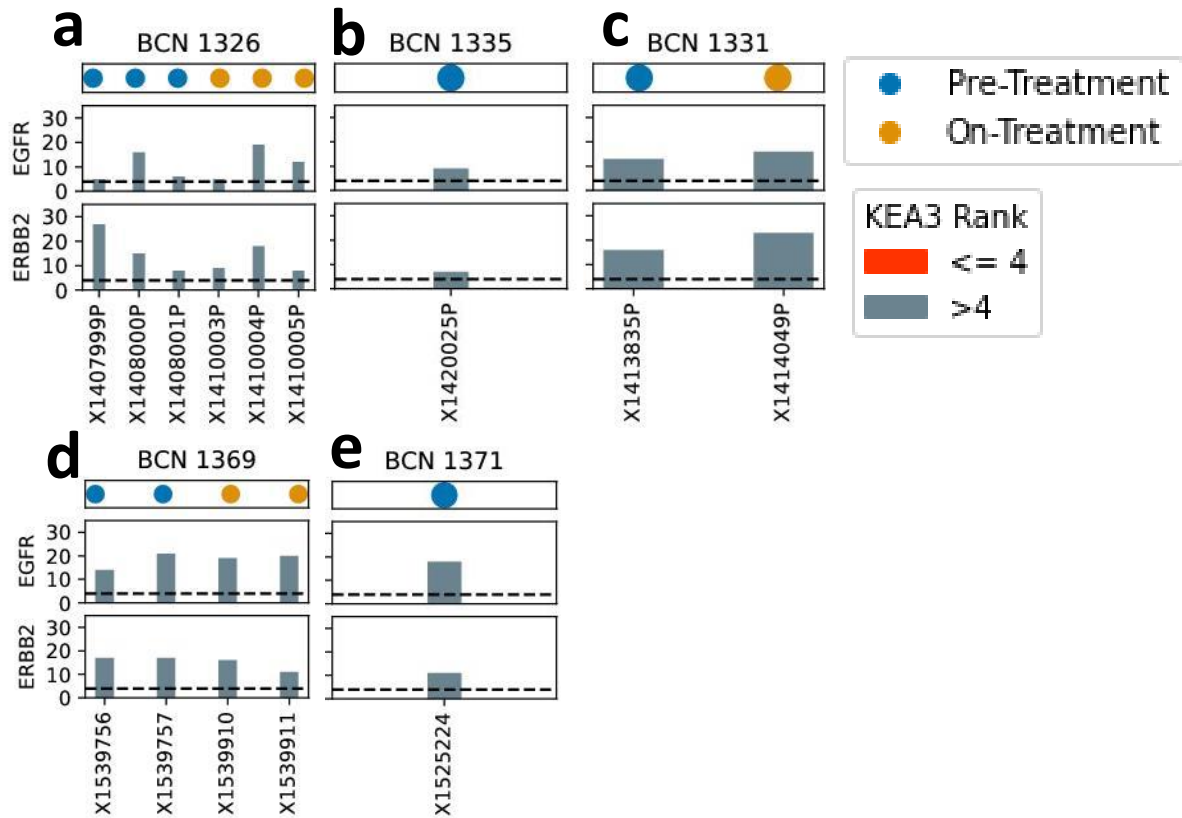 a
BCN 1326
b
BCN 1335
c
BCN 1331
Pre-Treatment
On-Treatment
EGFR
30
20
10
0
ERBB2
30
20
10
0
KEA3 Rank
<= 4
>4
X1407999P
X1408000P
X1408001P
X1410003P
X1410004P
X1410005P
X1420025P
X1413835P
X1414049P
d
BCN 1369
e
BCN 1371
EGFR
30
20
10
0
ERBB2
30
20
10
0
X1539756
X1539757
X1539910
X1539911
X1525224